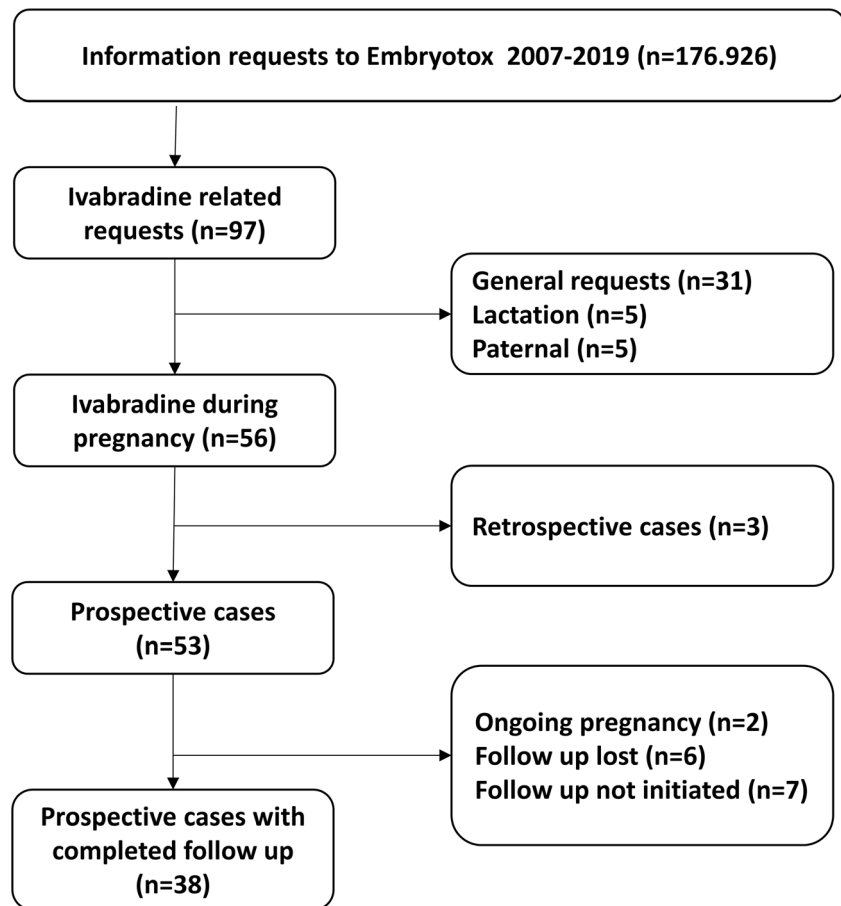 Information requests to Embryotox 2007-2019 (n=176.926)
Ivabradine related
requests (n=97)
General requests (n=31)
Lactation (n=5)
Paternal (n=5)
Ivabradine during
pregnancy (n=56)
Retrospective cases (n=3)
Prospective cases
(n=53)
Ongoing pregnancy (n=2)
Follow up lost (n=6)
Follow up not initiated (n=7)
Prospective cases with
completed follow up
(n=38)